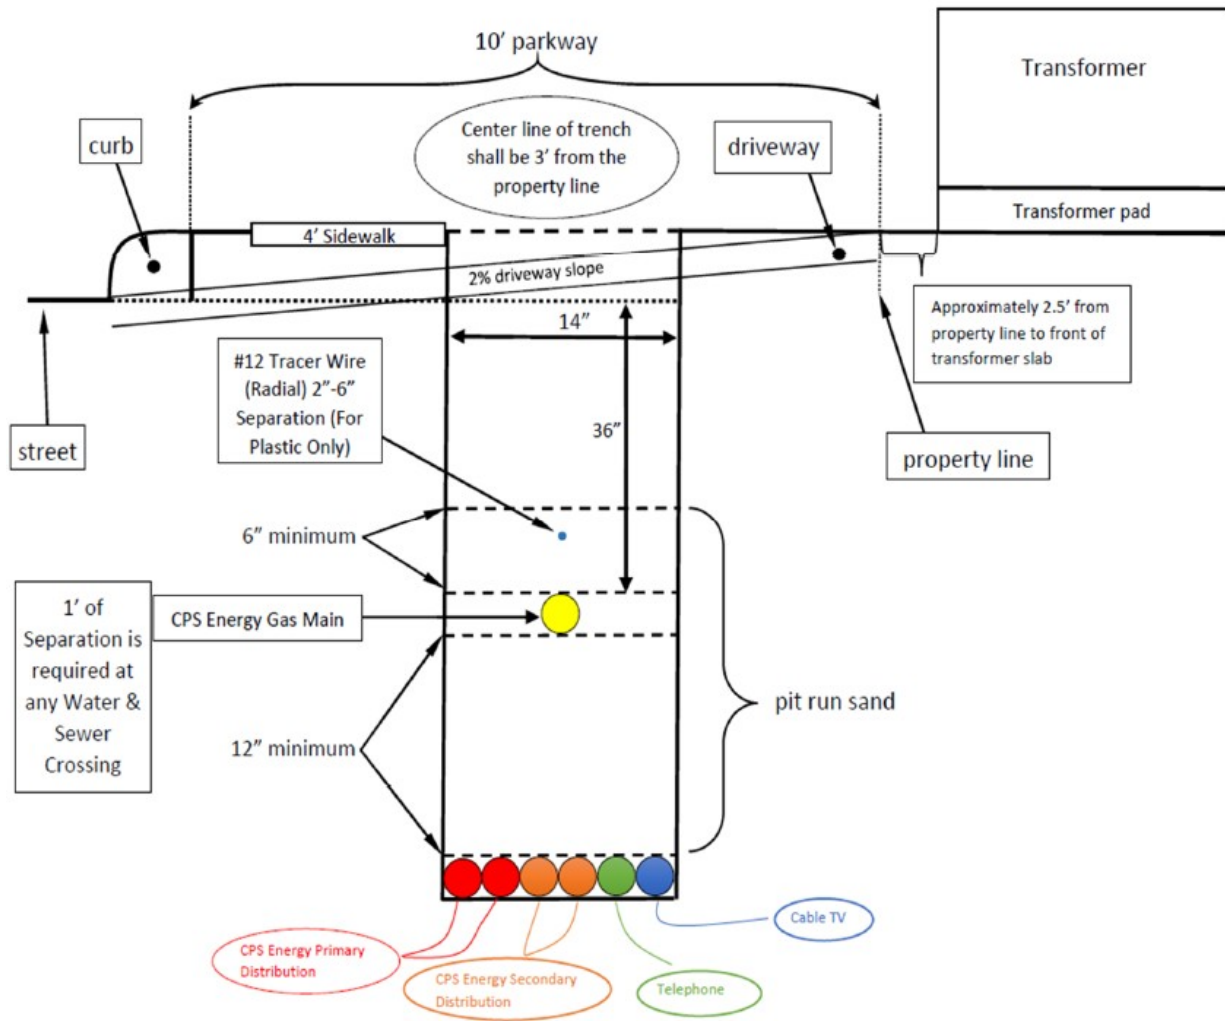 10’ parkway
Transformer
Center line of trench
shall be 3’ from the
property line
curb
driveway
Transformer pad
4’ Sidewalk
2% driveway slope
14”
Approximately 2.5’ from
property line to front of
transformer slab
#12 Tracer Wire
(Radial) 2”-6”
Separation (For
Plastic Only)
36”
street
property line
6” minimum
1’ of
Separation is
required at
any Water &
Sewer
Crossing
CPS Energy Gas Main
pit run sand
12” minimum
Cable TV
CPS Energy Primary
Distribution
CPS Energy Secondary
Distribution
Telephone